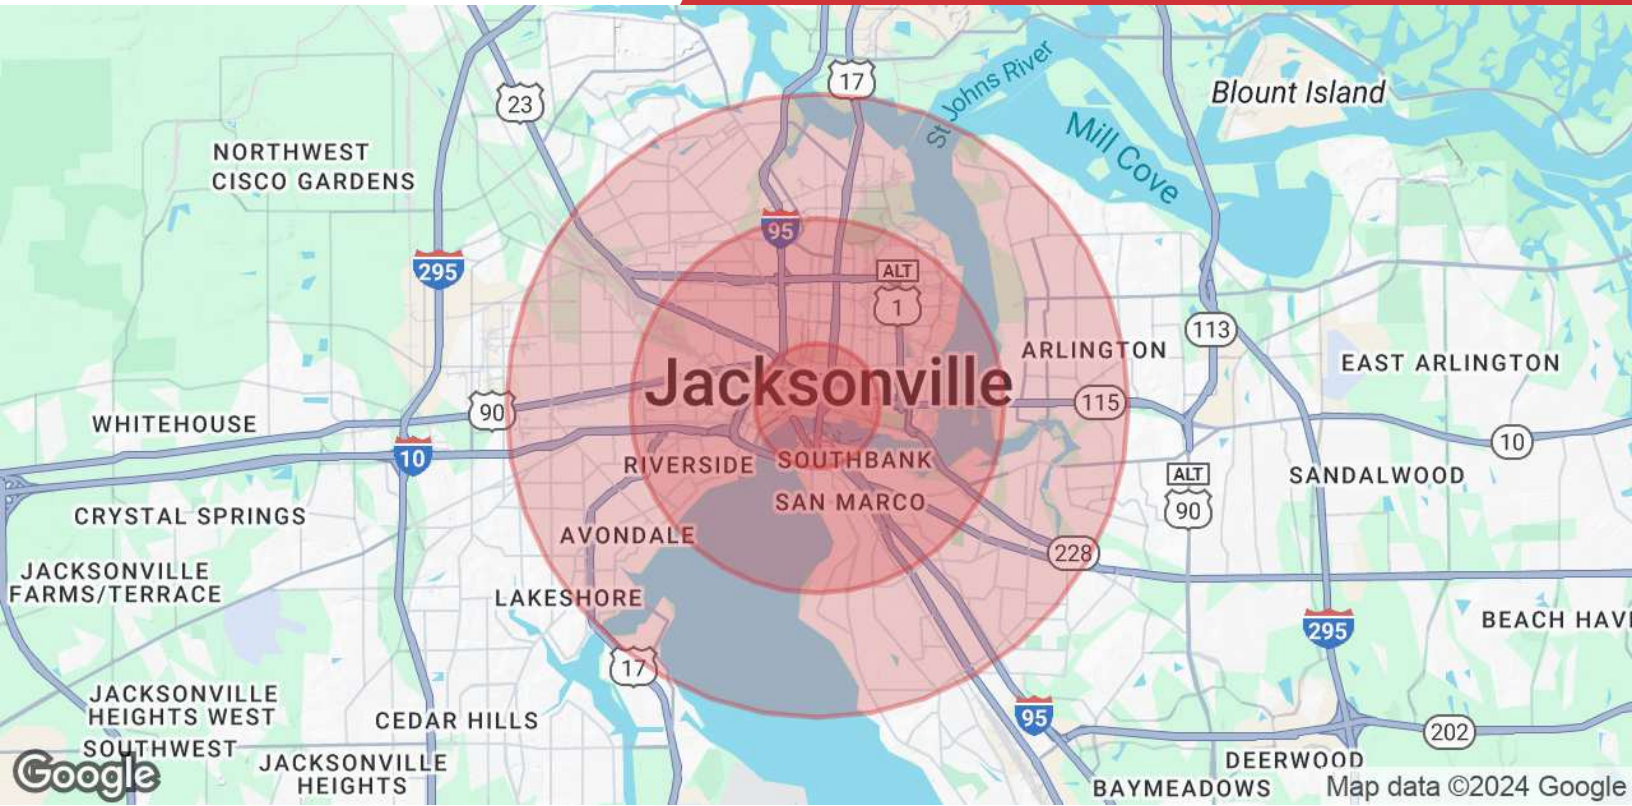 17
St Johns River
Blount Island
23
Mill Cove
NORTHWEST
CISCO GARDENS
95
295
ALT
1
113
ARLINGTON
EAST ARLINGTON
Jacksonville
90
115
WHITEHOUSE
10
10
RIVERSIDE
SOUTHBANK
ALT
90
SANDALWOOD
SAN MARCO
CRYSTAL SPRINGS
AVONDALE
228
JACKSONVILLE
FARMS/TERRACE
LAKESHORE
295
BEACH HAV
17
JACKSONVILLE
HEIGHTS WEST
CEDAR HILLS
95
202
SOUTHWEST
JACKSONVILLE
HEIGHTS
DEERWOOD
BAYMEADOWS
Google
Map data ©2024 Google